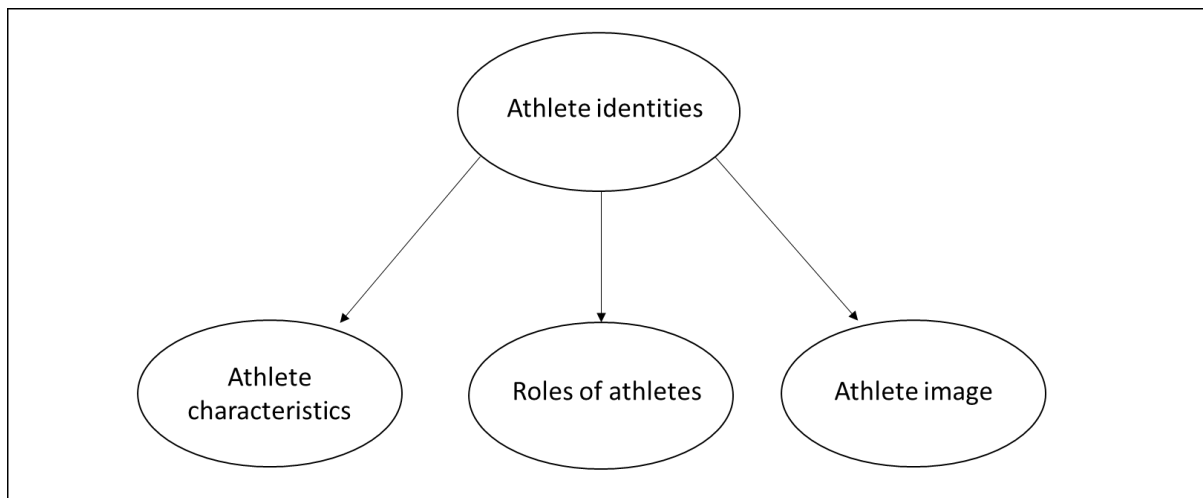 Athlete identities
Athlete
characteristics
Roles of athletes
Athlete image